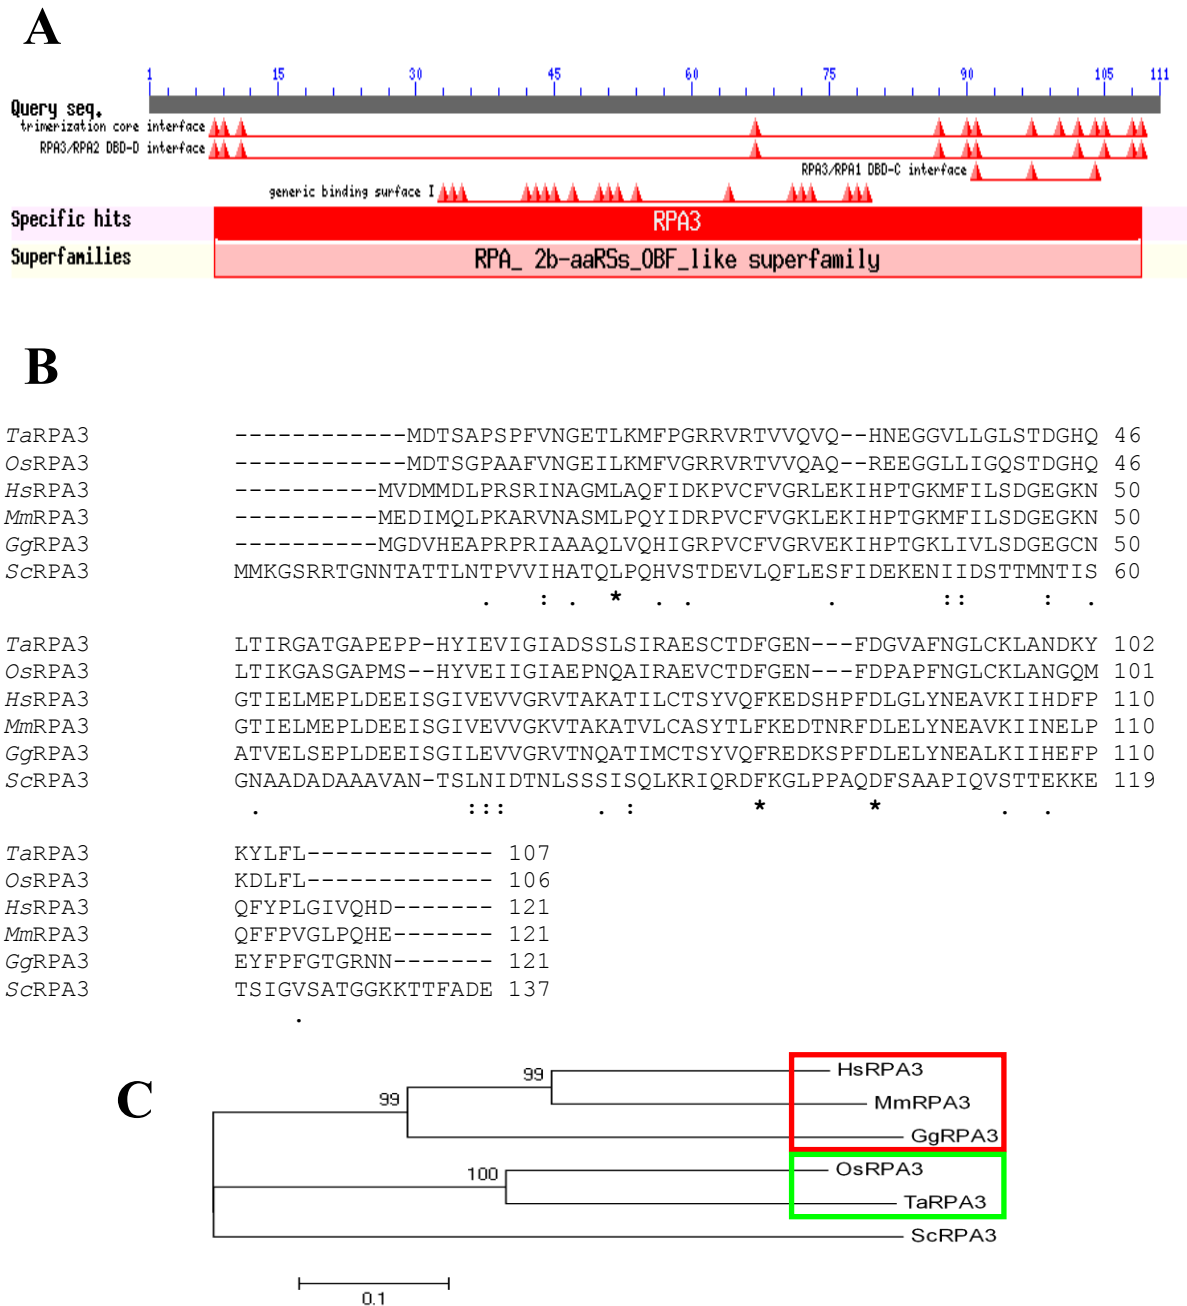 A
1 15 30 45 60 75 90 105 111
Query seq.
trimerization core interface
RPA3/RPA2 DBD-D interface
RPA3/RPA1 DBD-C interface
generic binding surface I
Specific hits RPA3
Superfamilies RPA_ 2b-aaRSs_OBF_like superfamily
B
TaRPA3 ------------MDTSAPSPFVNGETLKMFPGRRVRTVVQVQ--HNEGGVLLGLSTDGHQ 46
OsRPA3 ------------MDTSGPAAFVNGEILKMFVGRRVRTVVQAQ--REEGGLLIGQSTDGHQ 46
HsRPA3 ----------MVDMMDLPRSRINAGMLAQFIDKPVCFVGRLEKIHPTGKMFILSDGEGKN 50
MmRPA3 ----------MEDIMQLPKARVNASMLPQYIDRPVCFVGKLEKIHPTGKMFILSDGEGKN 50
GgRPA3 ----------MGDVHEAPRPRIAAAQLVQHIGRPVCFVGRVEKIHPTGKLIVLSDGEGCN 50
ScRPA3 MMKGSRRTGNNTATTLNTPVVIHATQLPQHVSTDEVLQFLESFIDEKENIIDSTTMNTIS 60
. : . * . . . :: : .
TaRPA3 LTIRGATGAPEPP-HYIEVIGIADSSLSIRAESCTDFGEN---FDGVAFNGLCKLANDKY 102
OsRPA3 LTIKGASGAPMS--HYVEIIGIAEPNQAIRAEVCTDFGEN---FDPAPFNGLCKLANGQM 101
HsRPA3 GTIELMEPLDEEISGIVEVVGRVTAKATILCTSYVQFKEDSHPFDLGLYNEAVKIIHDFP 110
MmRPA3 GTIELMEPLDEEISGIVEVVGKVTAKATVLCASYTLFKEDTNRFDLELYNEAVKIINELP 110
GgRPA3 ATVELSEPLDEEISGILEVVGRVTNQATIMCTSYVQFREDKSPFDLELYNEALKIIHEFP 110
ScRPA3 GNAADADAAAVAN-TSLNIDTNLSSSISQLKRIQRDFKGLPPAQDFSAAPIQVSTTEKKE 119
. ::: . : * * . .
TaRPA3 KYLFL------------- 107
OsRPA3 KDLFL------------- 106
HsRPA3 QFYPLGIVQHD------- 121
MmRPA3 QFFPVGLPQHE------- 121
GgRPA3 EYFPFGTGRNN------- 121
ScRPA3 TSIGVSATGGKKTTFADE 137
.
C
99 HsRPA3
99 MmRPA3
GgRPA3
100 OsRPA3
TaRPA3
ScRPA3
0.1